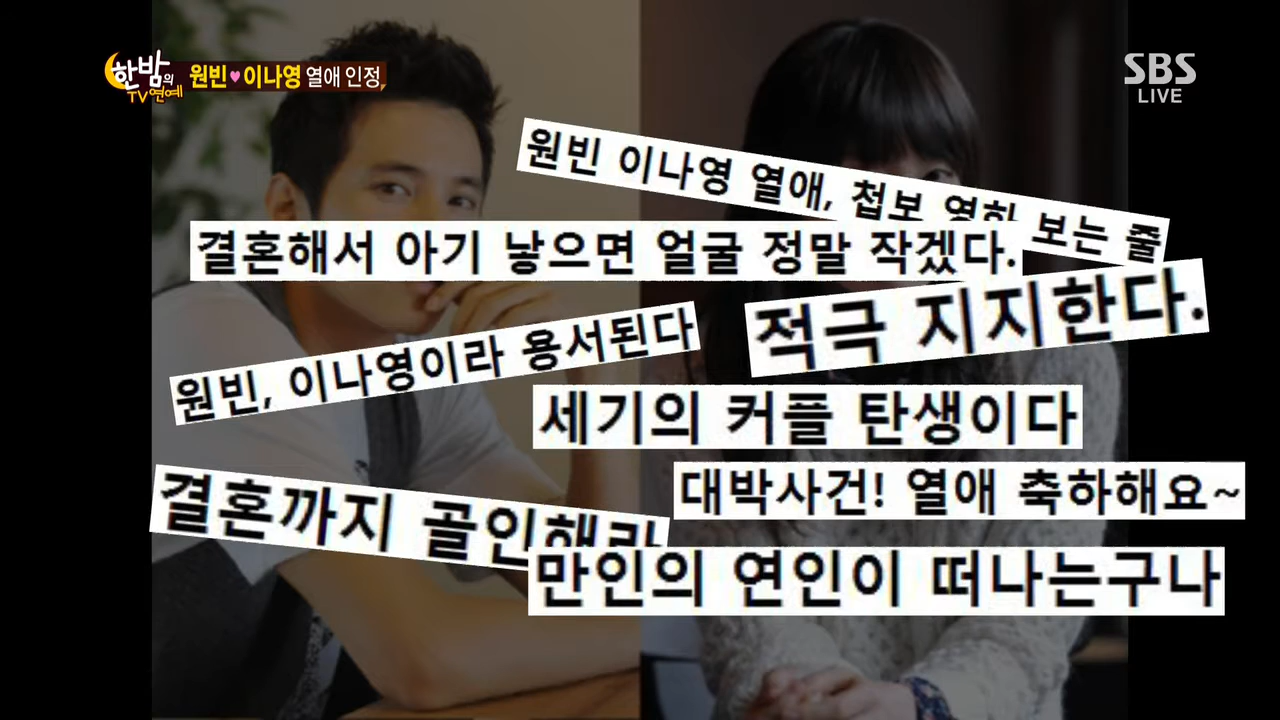 한밤의
TV연예
원빈♥이나영 열애 인정
SBS
LIVE
원빈 이나영 열애, 첩보 영화 보는 줄
결혼해서 아기 낳으면 얼굴 정말 작겠다.
적극 지지한다.
원빈, 이나영이라 용서된다
세기의 커플 탄생이다
대박사건! 열애 축하해요~
결혼까지 골인해라
만인의 연인이 떠나는구나